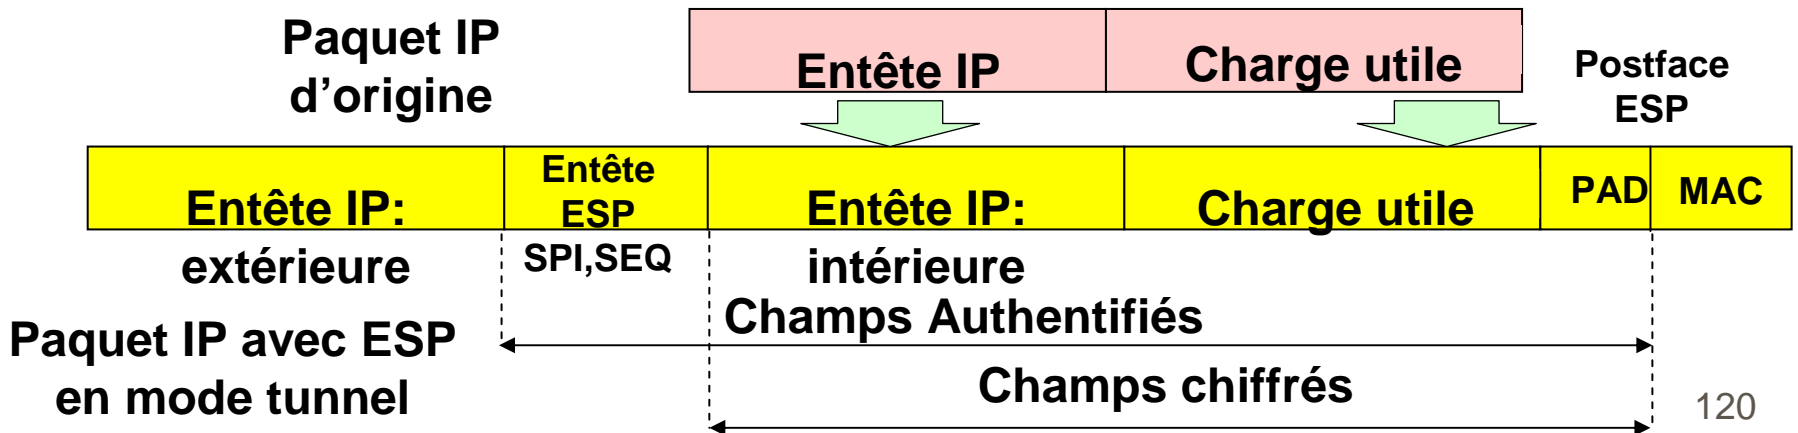 Paquet IP
d’origine
Entête IP
Charge utile
Postface
ESP
Entête IP:
extérieure
Entête
ESP
SPI,SEQ
Entête IP:
intérieure
Charge utile
PAD
MAC
Champs Authentifiés
Paquet IP avec ESP
en mode tunnel
Champs chiffrés
120